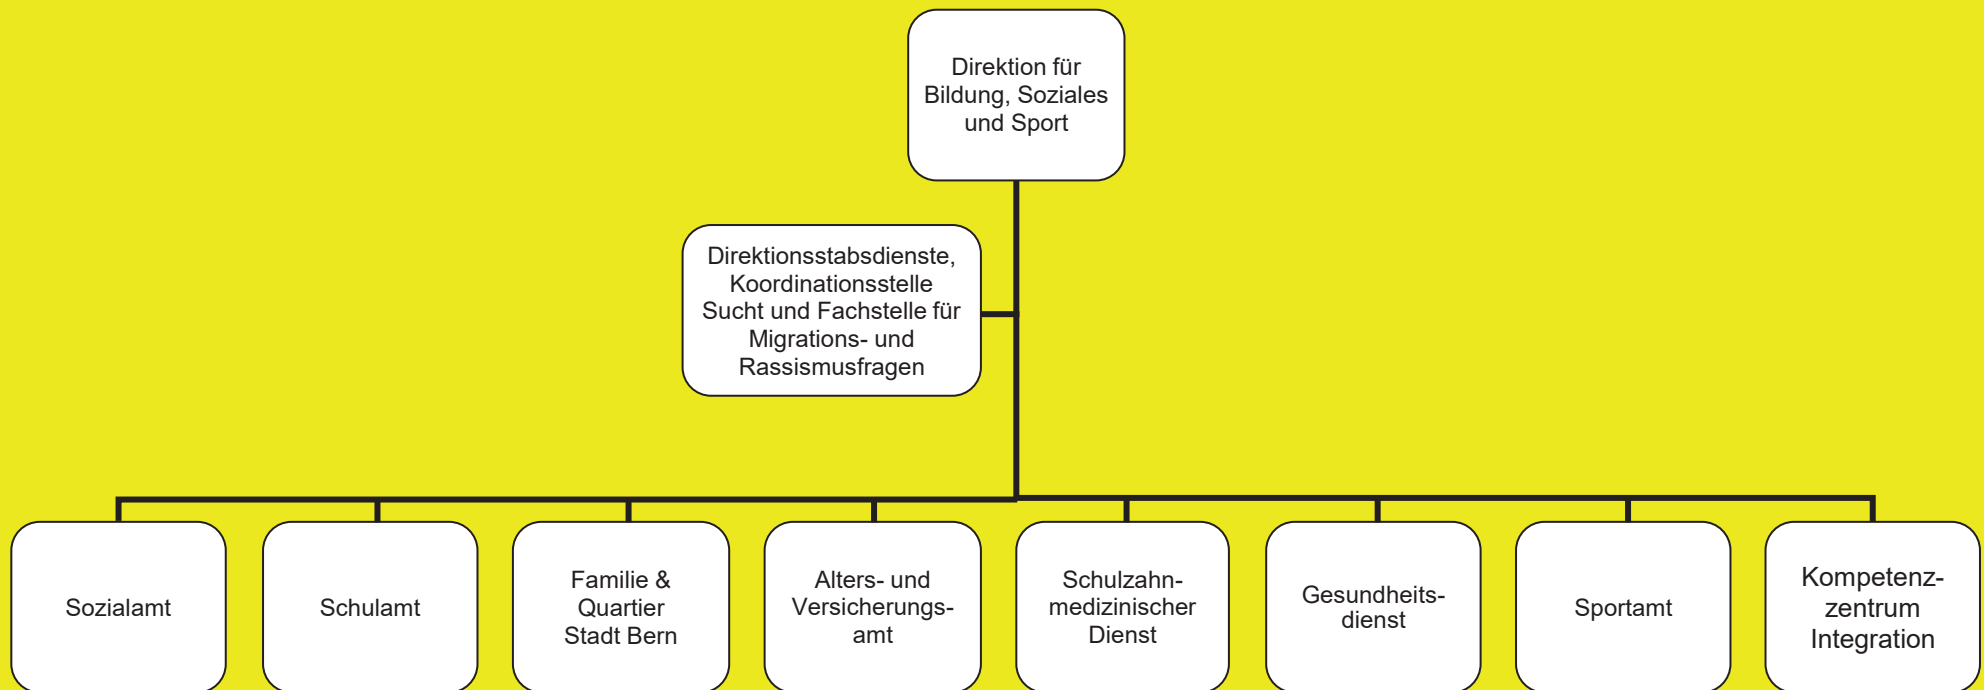 Direktion für
Bildung, Soziales
und Sport
Direktionsstabsdienste,
Koordinationsstelle
Sucht und Fachstelle für
Migrations- und
Rassismusfragen
Sozialamt
Schulamt
Familie &
Quartier
Stadt Bern
Alters- und
Versicherungs-
amt
Schulzahn-
medizinischer
Dienst
Gesundheits-
dienst
Sportamt
Kompetenz-
zentrum
Integration